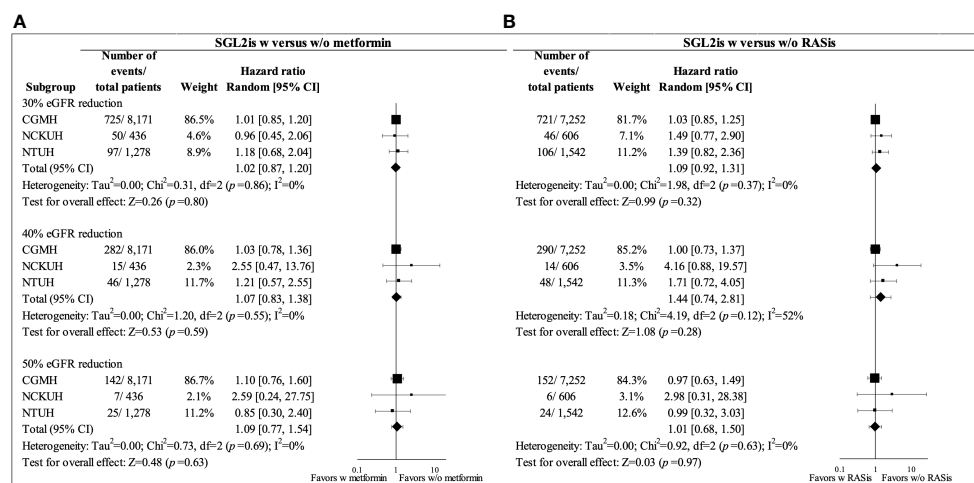 A
SGL2is w versus w/o metformin
Number of
events/
total patients
Hazard ratio
Subgroup Weight Random [95% CI]
30% eGFR reduction
CGMH 725/ 8,171 86.5% 1.01 [0.85, 1.20]
NCKUH 50/ 436 4.6% 0.96 [0.45, 2.06]
NTUH 97/ 1,278 8.9% 1.18 [0.68, 2.04]
Total (95% CI) 1.02 [0.87, 1.20]
Heterogeneity: Tau²=0.00; Chi²=0.31, df=2 (p=0.86); I²=0%
Test for overall effect: Z=0.26 (p=0.80)
40% eGFR reduction
CGMH 282/ 8,171 86.0% 1.03 [0.78, 1.36]
NCKUH 15/ 436 2.3% 2.55 [0.47, 13.76]
NTUH 46/ 1,278 11.7% 1.21 [0.57, 2.55]
Total (95% CI) 1.07 [0.83, 1.38]
Heterogeneity: Tau²=0.00; Chi²=1.20, df=2 (p=0.55); I²=0%
Test for overall effect: Z=0.53 (p=0.59)
50% eGFR reduction
CGMH 142/ 8,171 86.7% 1.10 [0.76, 1.60]
NCKUH 7/ 436 2.1% 2.59 [0.24, 27.75]
NTUH 25/ 1,278 11.2% 0.85 [0.30, 2.40]
Total (95% CI) 1.09 [0.77, 1.54]
Heterogeneity: Tau²=0.00; Chi²=0.73, df=2 (p=0.69); I²=0%
Test for overall effect: Z=0.48 (p=0.63)
0.1 1 10
Favors w metformin Favors w/o metformin
B
SGL2is w versus w/o RASis
Number of
events/
total patients
Hazard ratio
Weight Random [95% CI]
721/ 7,252 81.7% 1.03 [0.85, 1.25]
46/ 606 7.1% 1.49 [0.77, 2.90]
106/ 1,542 11.2% 1.39 [0.82, 2.36]
1.09 [0.92, 1.31]
Heterogeneity: Tau²=0.00; Chi²=1.98, df=2 (p=0.37); I²=0%
Test for overall effect: Z=0.99 (p=0.32)
290/ 7,252 85.2% 1.00 [0.73, 1.37]
14/ 606 3.5% 4.16 [0.88, 19.57]
48/ 1,542 11.3% 1.71 [0.72, 4.05]
1.44 [0.74, 2.81]
Heterogeneity: Tau²=0.18; Chi²=4.19, df=2 (p=0.12); I²=52%
Test for overall effect: Z=1.08 (p=0.28)
152/ 7,252 84.3% 0.97 [0.63, 1.49]
6/ 606 3.1% 2.98 [0.31, 28.38]
24/ 1,542 12.6% 0.99 [0.32, 3.03]
1.01 [0.68, 1.50]
Heterogeneity: Tau²=0.00; Chi²=0.92, df=2 (p=0.63); I²=0%
Test for overall effect: Z=0.03 (p=0.97)
0.1 1 10
Favors w RASis Favors w/o RASis